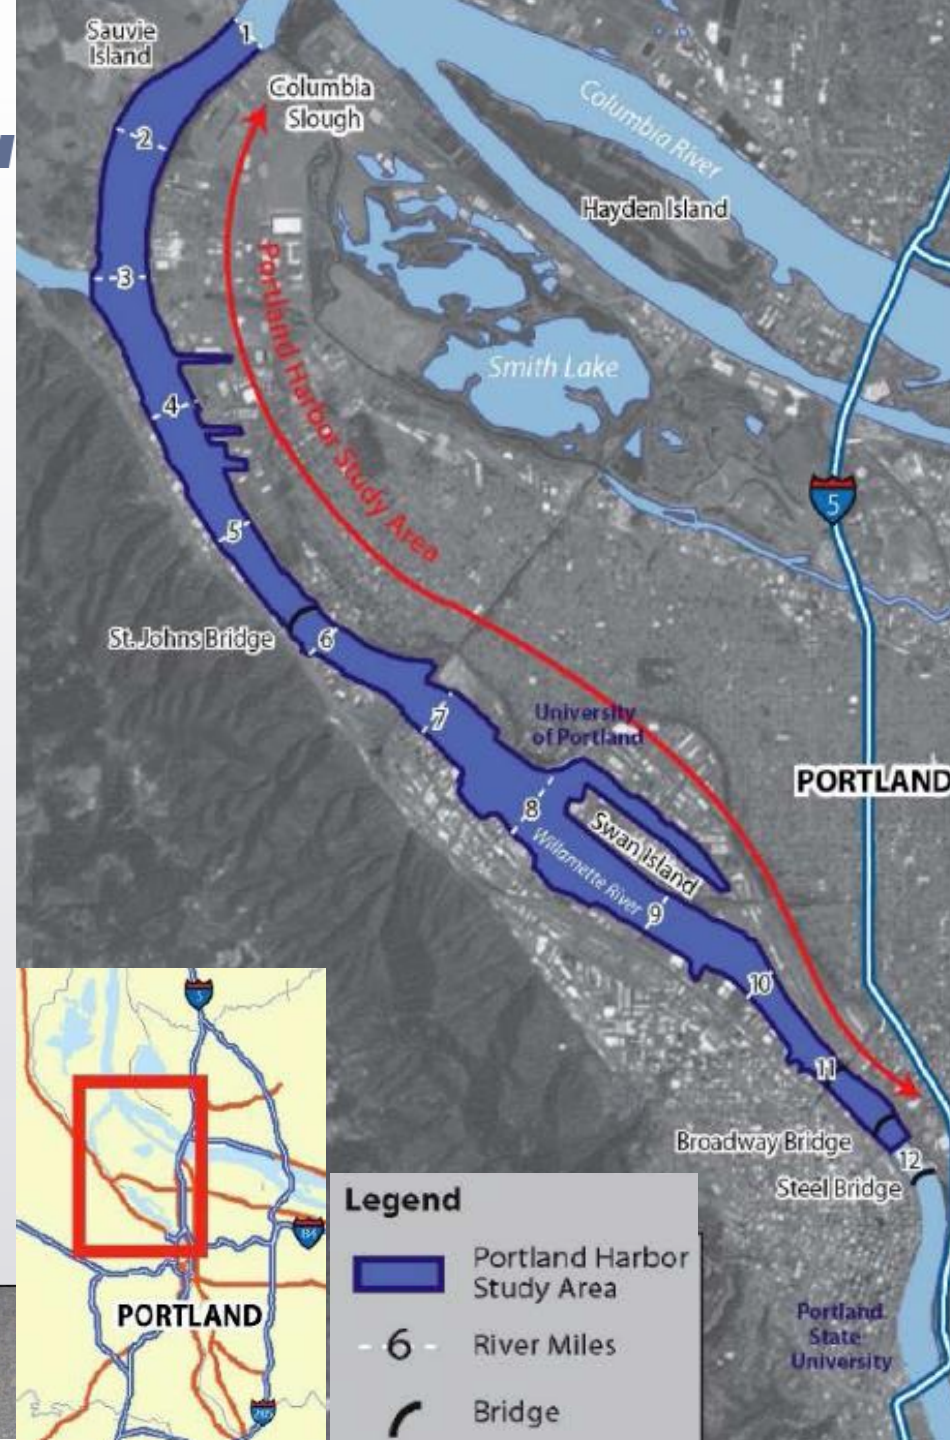 Sauvie
Island
1
Columbia
Slough
Columbia River
2
Hayden Island
3
Portland Harbor Study Area
Smith Lake
4
5
5
St. Johns Bridge
6
7
University
of Portland
PORTLAND
8
Swan Island
Willamette River
9
10
11
Broadway Bridge
12
Steel Bridge
Portland
State
University
5
84
205
PORTLAND
Legend
Portland Harbor
Study Area
6
River Miles
Bridge